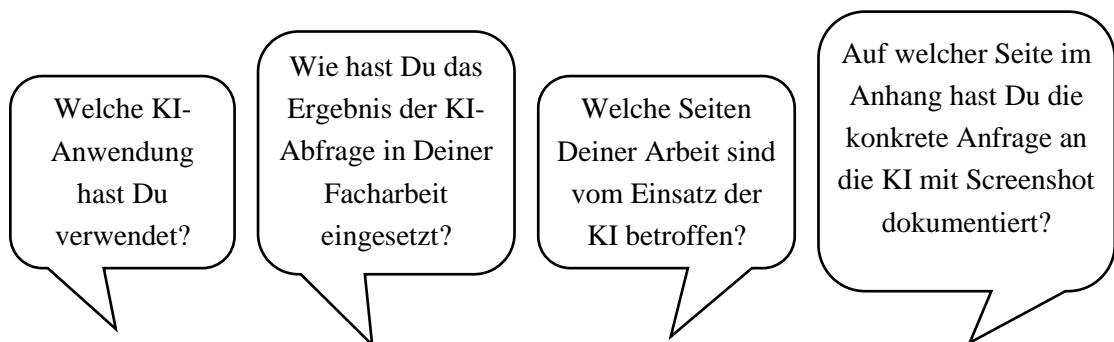 Welche KI-
Anwendung
hast Du
verwendet?
Wie hast Du das
Ergebnis der KI-
Abfrage in Deiner
Facharbeit
eingesetzt?
Welche Seiten
Deiner Arbeit sind
vom Einsatz der
KI betroffen?
Auf welcher Seite im
Anhang hast Du die
konkrete Anfrage an
die KI mit Screenshot
dokumentiert?